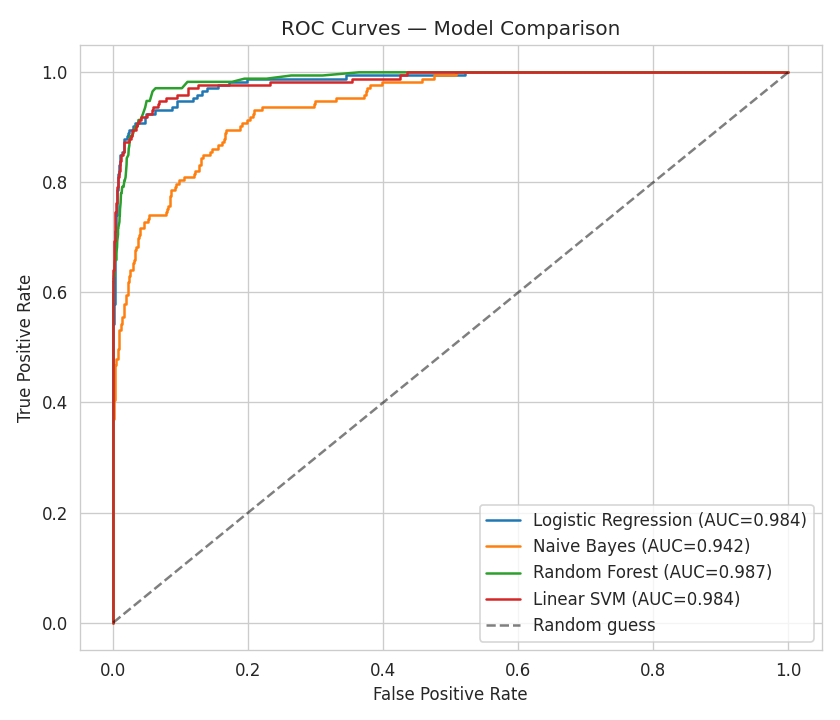 ROC Curves — Model Comparison
True Positive Rate
1.0
0.8
0.6
0.4
0.2
0.0
0.0 0.2 0.4 0.6 0.8 1.0
False Positive Rate
Logistic Regression (AUC=0.984)
Naive Bayes (AUC=0.942)
Random Forest (AUC=0.987)
Linear SVM (AUC=0.984)
Random guess